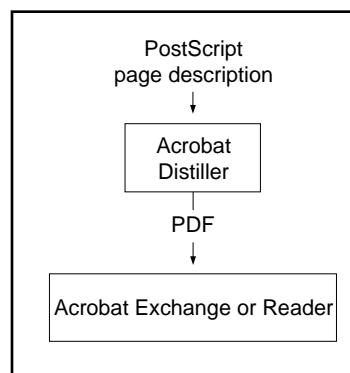 PostScript
page description
Acrobat
Distiller
PDF
Acrobat Exchange or Reader